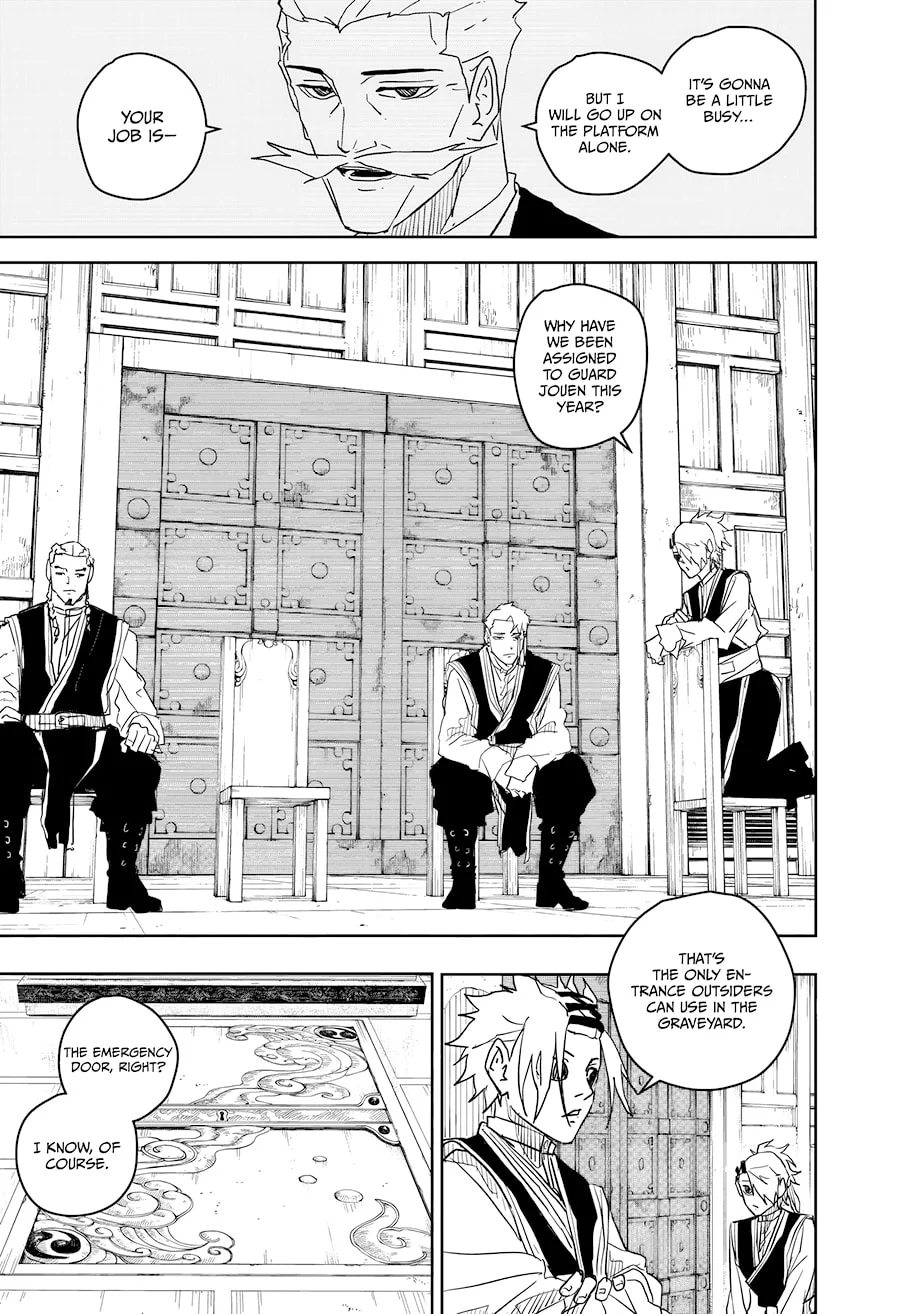 IT'S GONNA
BE A LITTLE
BUSY...
BUT I
WILL GO UP ON
THE PLATFORM
ALONE.
YOUR
JOB IS—
WHY HAVE
WE BEEN
ASSIGNED
TO GUARD
JOUEN THIS
YEAR?
THAT'S
THE ONLY EN-
TRANCE OUTSIDERS
CAN USE IN THE
GRAVEYARD.
THE EMERGENCY
DOOR, RIGHT?
I KNOW, OF
COURSE.